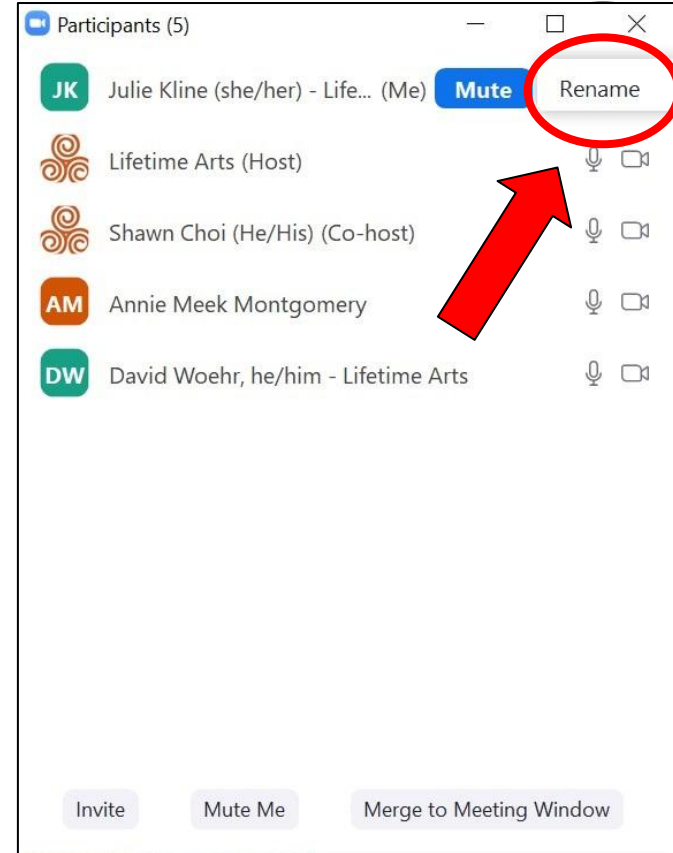 Participants (5)
JK Julie Kline (she/her) - Life... (Me) Mute Rename
Lifetime Arts (Host)
Shawn Choi (He/His) (Co-host)
AM Annie Meek Montgomery
DW David Woehr, he/him - Lifetime Arts
Invite Mute Me Merge to Meeting Window